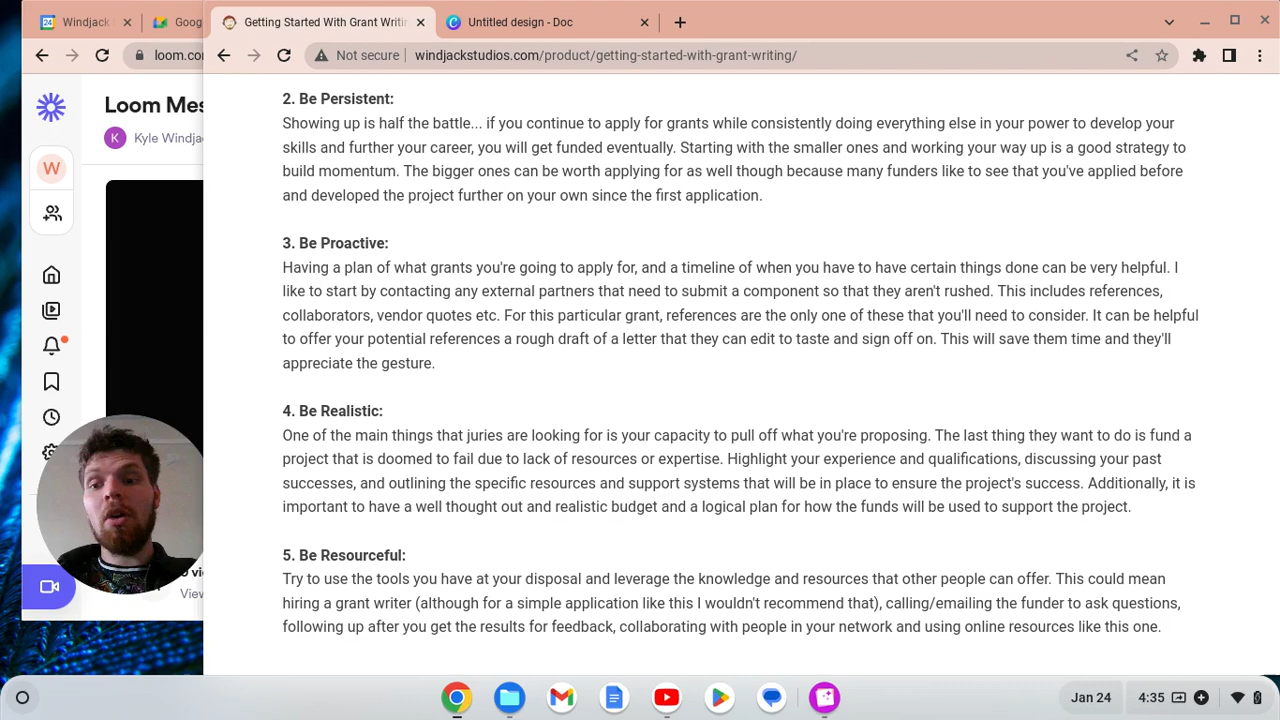 Windjack
Goog
Getting Started With Grant Writin
Untitled design - Doc
loom.co
Not secure
windjackstudios.com/product/getting-started-with-grant-writing/
Loom Mes
K
Kyle Windja
W
2. Be Persistent:
Showing up is half the battle... if you continue to apply for grants while consistently doing everything else in your power to develop your
skills and further your career, you will get funded eventually. Starting with the smaller ones and working your way up is a good strategy to
build momentum. The bigger ones can be worth applying for as well though because many funders like to see that you've applied before
and developed the project further on your own since the first application.
3. Be Proactive:
Having a plan of what grants you're going to apply for, and a timeline of when you have to have certain things done can be very helpful. I
like to start by contacting any external partners that need to submit a component so that they aren't rushed. This includes references,
collaborators, vendor quotes etc. For this particular grant, references are the only one of these that you'll need to consider. It can be helpful
to offer your potential references a rough draft of a letter that they can edit to taste and sign off on. This will save them time and they'll
appreciate the gesture.
4. Be Realistic:
One of the main things that juries are looking for is your capacity to pull off what you're proposing. The last thing they want to do is fund a
project that is doomed to fail due to lack of resources or expertise. Highlight your experience and qualifications, discussing your past
successes, and outlining the specific resources and support systems that will be in place to ensure the project's success. Additionally, it is
important to have a well thought out and realistic budget and a logical plan for how the funds will be used to support the project.
5. Be Resourceful:
Try to use the tools you have at your disposal and leverage the knowledge and resources that other people can offer. This could mean
hiring a grant writer (although for a simple application like this I wouldn't recommend that), calling/emailing the funder to ask questions,
following up after you get the results for feedback, collaborating with people in your network and using online resources like this one.
vi
View
Jan 24
4:35